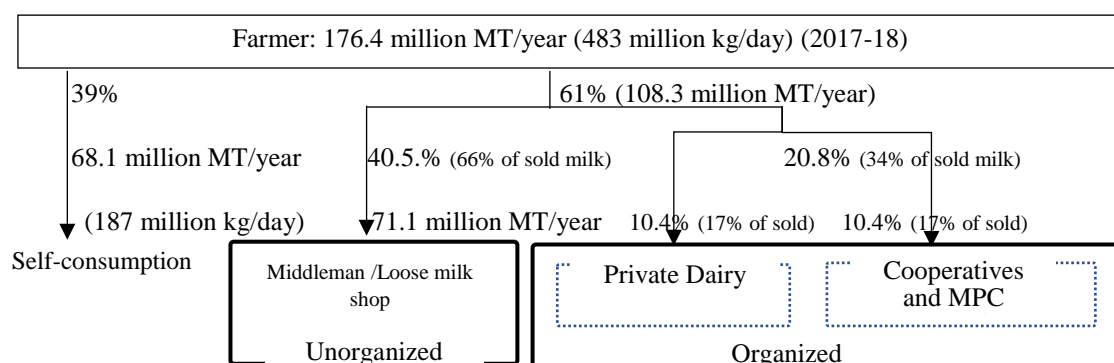 Farmer: 176.4 million MT/year (483 million kg/day) (2017-18)
39%
61% (108.3 million MT/year)
68.1 million MT/year
40.5.% (66% of sold milk)
20.8% (34% of sold milk)
(187 million kg/day)
71.1 million MT/year
10.4% (17% of sold)
10.4% (17% of sold)
Self-consumption
Middleman /Loose milk
shop
Unorganized
Private Dairy
Cooperatives
and MPC
Organized